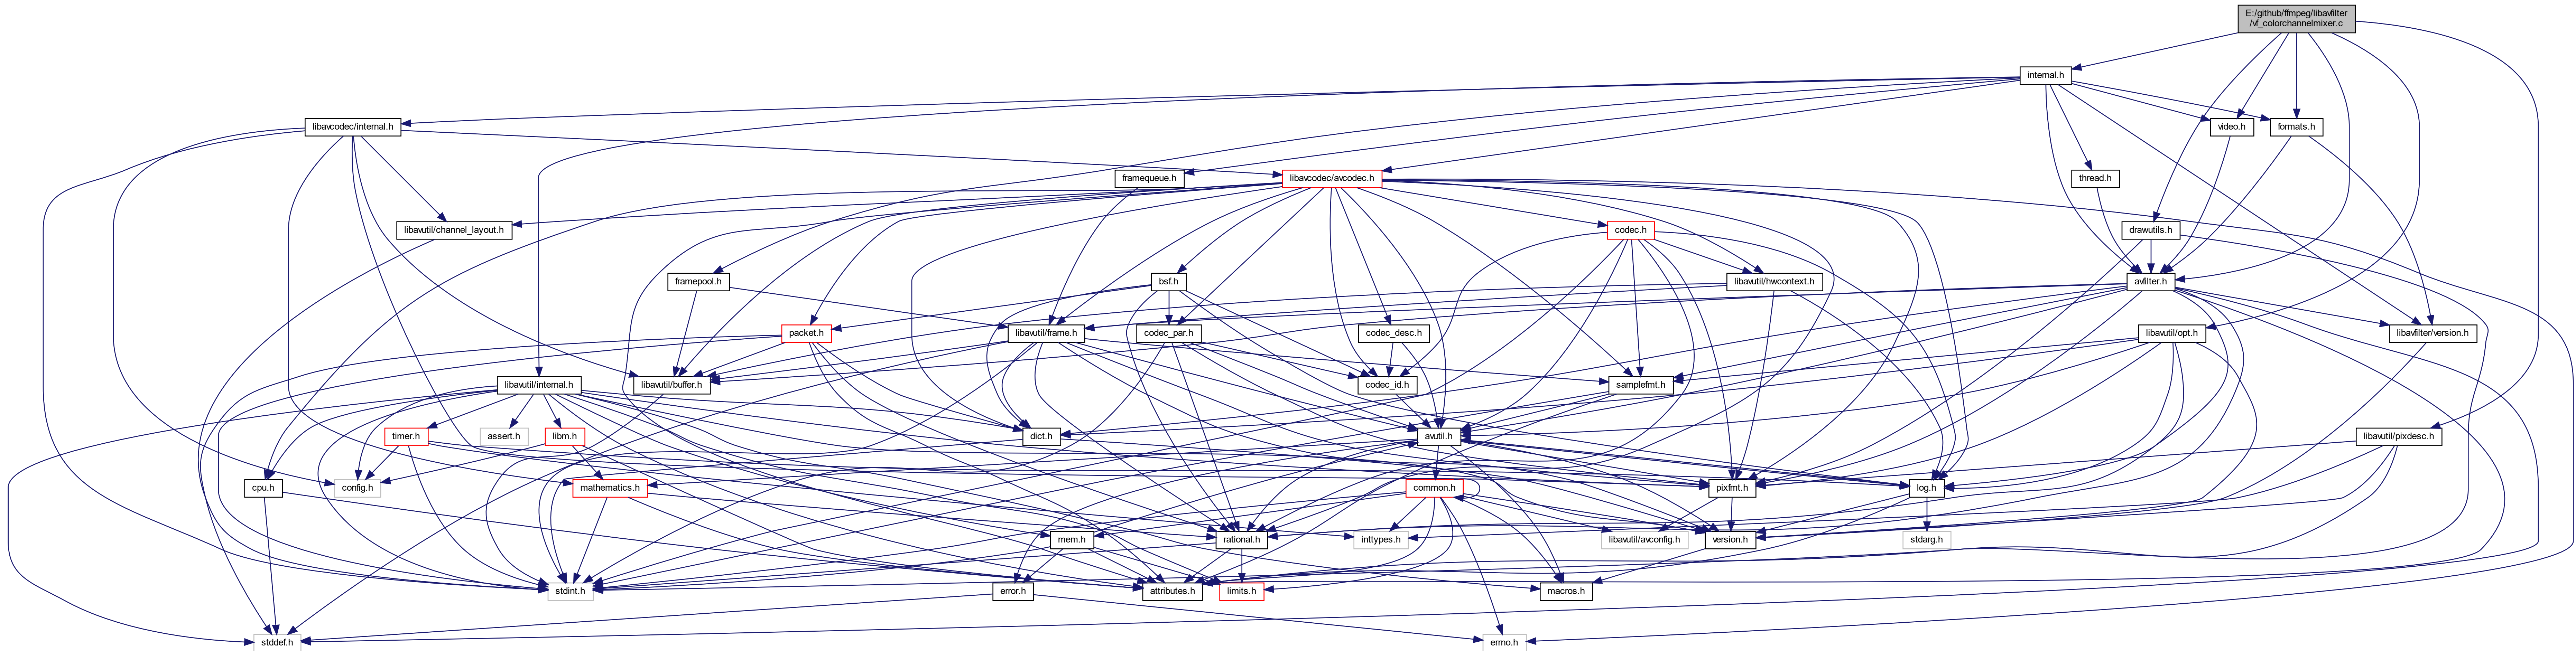 E:/github/ffmpeg/libavfilter
/vf_colorchannelmixer.c
internal.h
libavcodec/internal.h
video.h
formats.h
framequeue.h
libavcodec/avcodec.h
thread.h
libavutil/channel_layout.h
codec.h
drawutils.h
framepool.h
bsf.h
libavutil/hwcontext.h
avfilter.h
packet.h
libavutil/frame.h
codec_par.h
codec_desc.h
libavutil/opt.h
libavfilter/version.h
libavutil/internal.h
libavutil/buffer.h
codec_id.h
samplefmt.h
timer.h
assert.h
libm.h
dict.h
avutil.h
libavutil/pixdesc.h
cpu.h
config.h
mathematics.h
common.h
pixfmt.h
log.h
mem.h
rational.h
inttypes.h
libavutil/avconfig.h
version.h
stdarg.h
stdint.h
error.h
attributes.h
limits.h
macros.h
stddef.h
errno.h